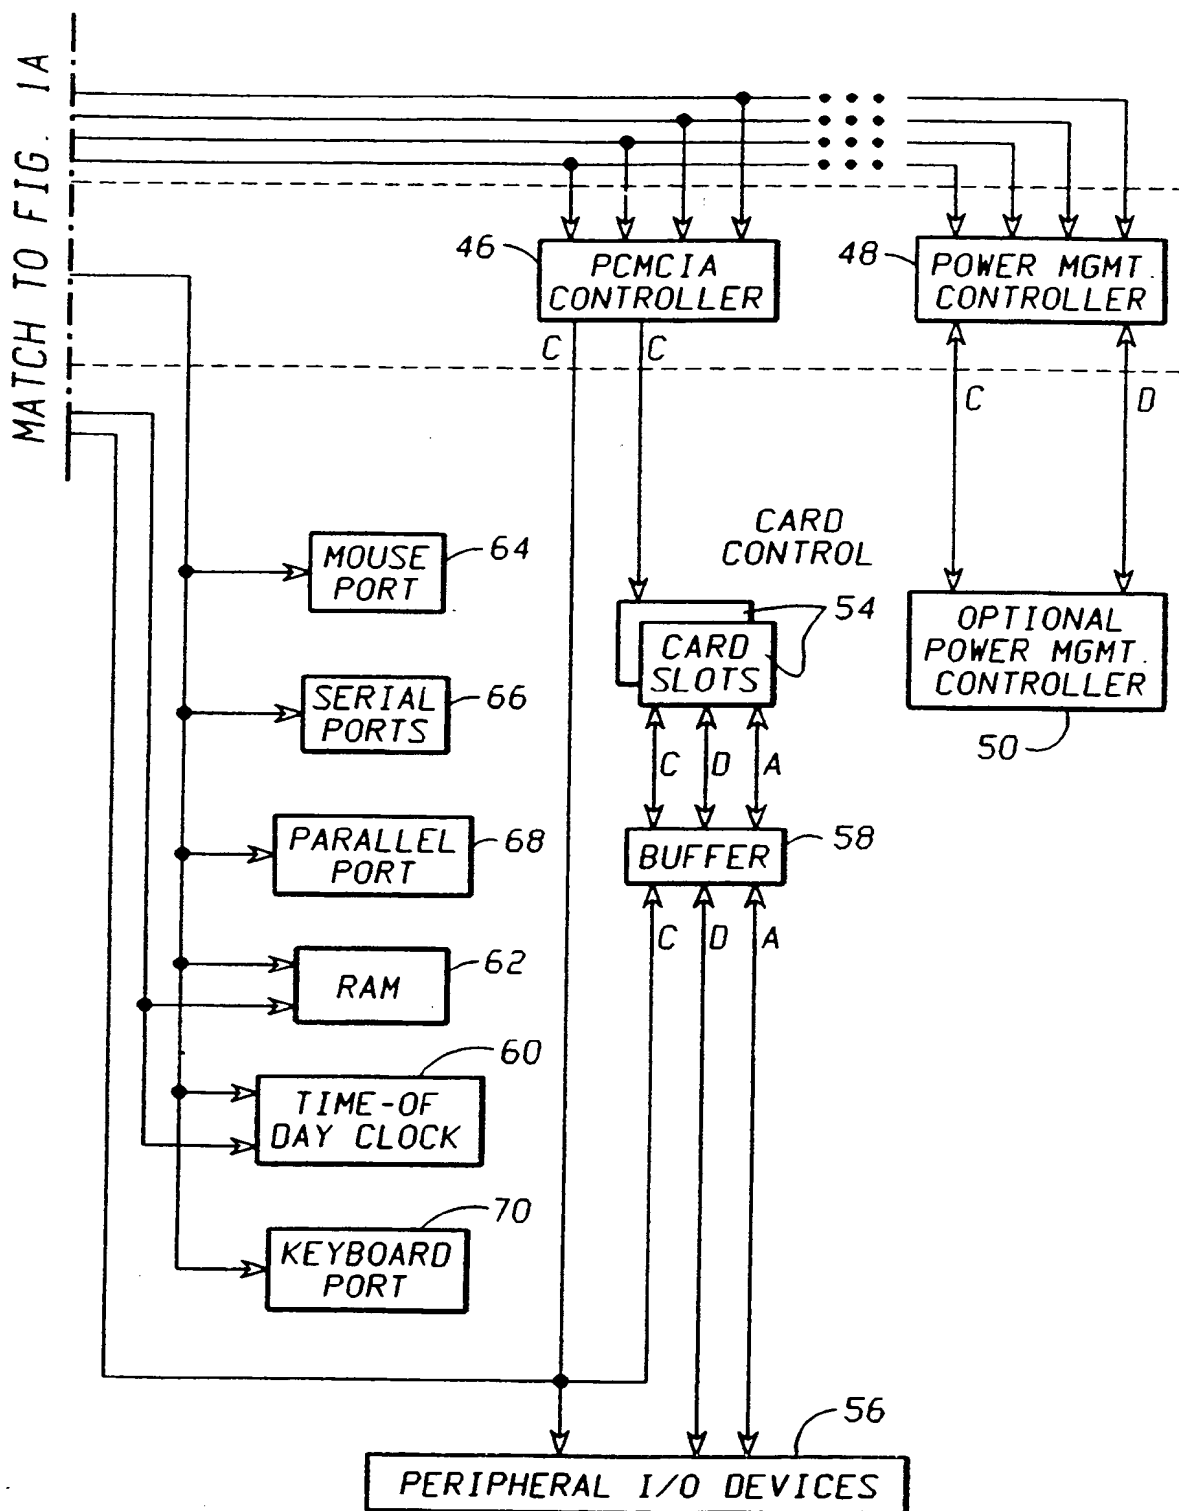 MATCH TO FIG. 1A
46
PCMCIA
CONTROLLER
48
POWER MGMT.
CONTROLLER
C
C
C
D
CARD
CONTROL
MOUSE
PORT
64
54
CARD
SLOTS
OPTIONAL
POWER MGMT.
CONTROLLER
50
SERIAL
PORTS
66
C
D
A
PARALLEL
PORT
68
BUFFER
58
C
D
A
RAM
62
60
TIME-OF
DAY CLOCK
70
KEYBOARD
PORT
56
PERIPHERAL I/O DEVICES